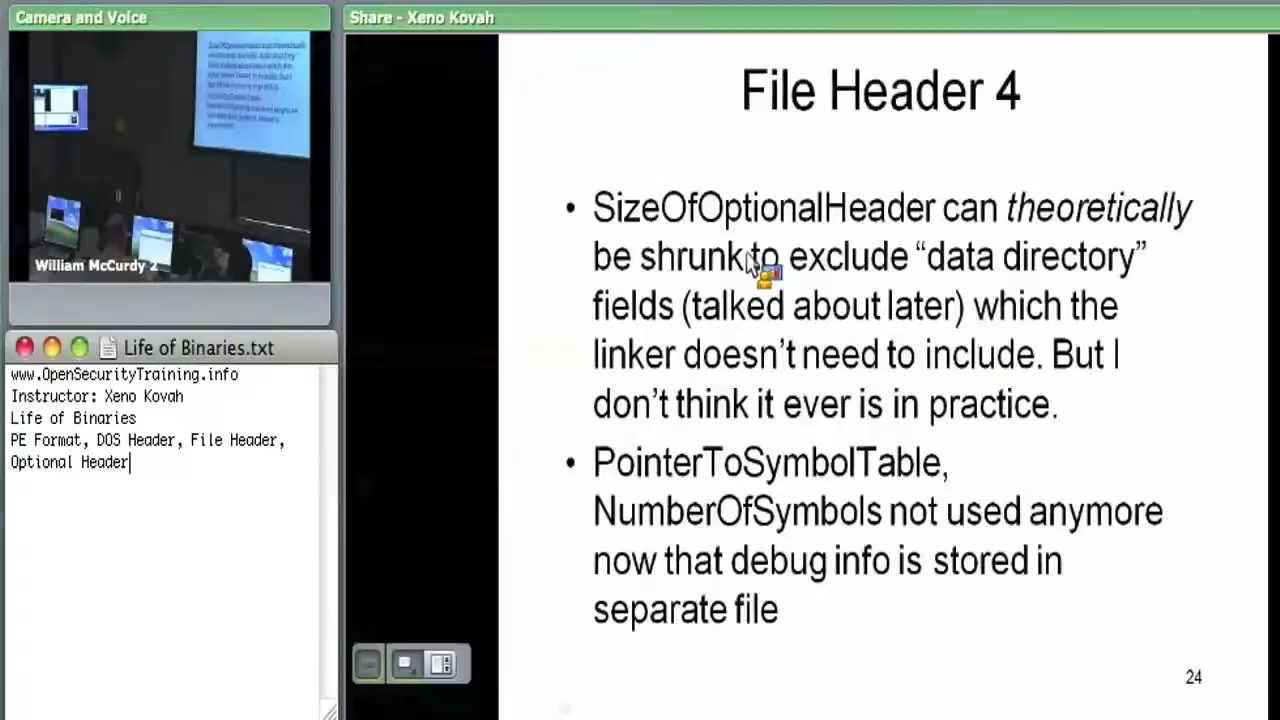 Camera and Voice
William McCurdy 2
Life of Binaries.txt
www.OpenSecurityTraining.info
Instructor: Xeno Kovah
Life of Binaries
PE Format, DOS Header, File Header,
Optional Header
Share - Xeno Kovah
File Header 4
• SizeOfOptionalHeader can theoretically
be shrunk to exclude “data directory”
fields (talked about later) which the
linker doesn’t need to include. But I
don’t think it ever is in practice.
• PointerToSymbolTable,
NumberOfSymbols not used anymore
now that debug info is stored in
separate file
24